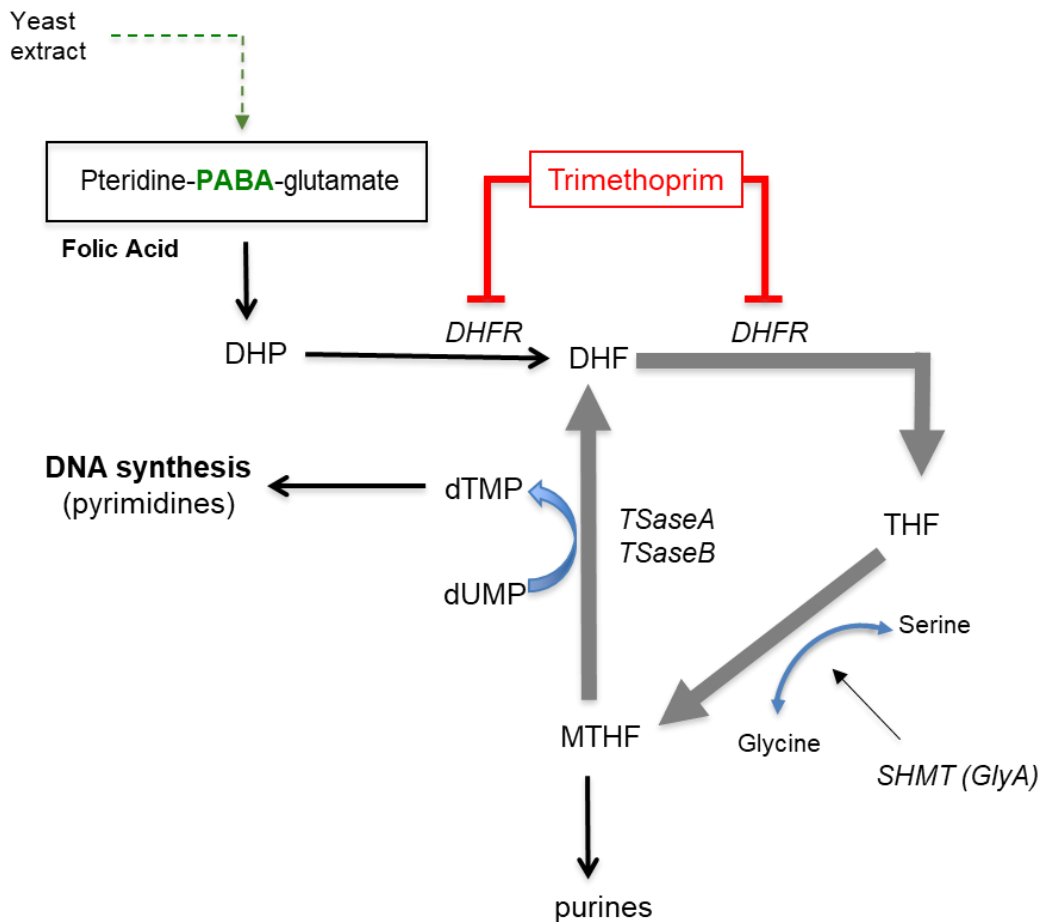 Yeast
extract
Pteridine-PABA-glutamate
Trimethoprim
Folic Acid
DHFR
DHFR
DHP
DHF
DNA synthesis
(pyrimidines)
dTMP
TSaseA
TSaseB
THF
dUMP
Serine
MTHF
Glycine
SHMT (GlyA)
purines